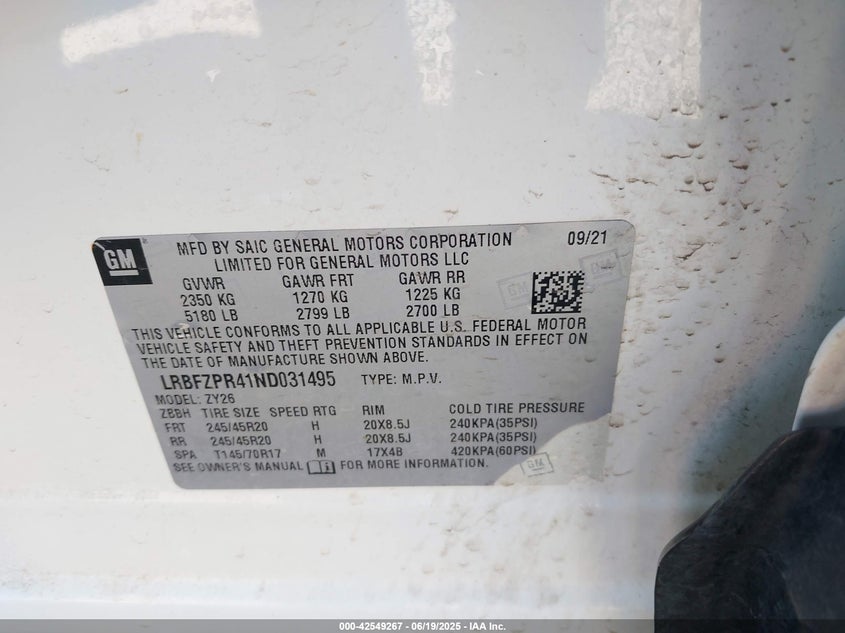 GM
MFD BY SAIC GENERAL MOTORS CORPORATION 09/21
LIMITED FOR GENERAL MOTORS LLC
GVWR GAWR FRT GAWR RR
2350 KG 1270 KG 1225 KG
5180 LB 2799 LB 2700 LB
THIS VEHICLE CONFORMS TO ALL APPLICABLE U.S. FEDERAL MOTOR
VEHICLE SAFETY AND THEFT PREVENTION STANDARDS IN EFFECT ON
THE DATE OF MANUFACTURE SHOWN ABOVE.
LRBFZPR41ND031495 TYPE: M.P.V.
MODEL: ZY26
ZBBH TIRE SIZE SPEED RTG RIM COLD TIRE PRESSURE
FRT 245/45R20 H 20X8.5J 240KPA(35PSI)
RR 245/45R20 H 20X8.5J 240KPA(35PSI)
SPA T145/70R17 M 17X4B 420KPA(60PSI)
SEE OWNER'S MANUAL FOR MORE INFORMATION.
GM
GM
GM
000-42549267 - 06/19/2025 - IAA Inc.